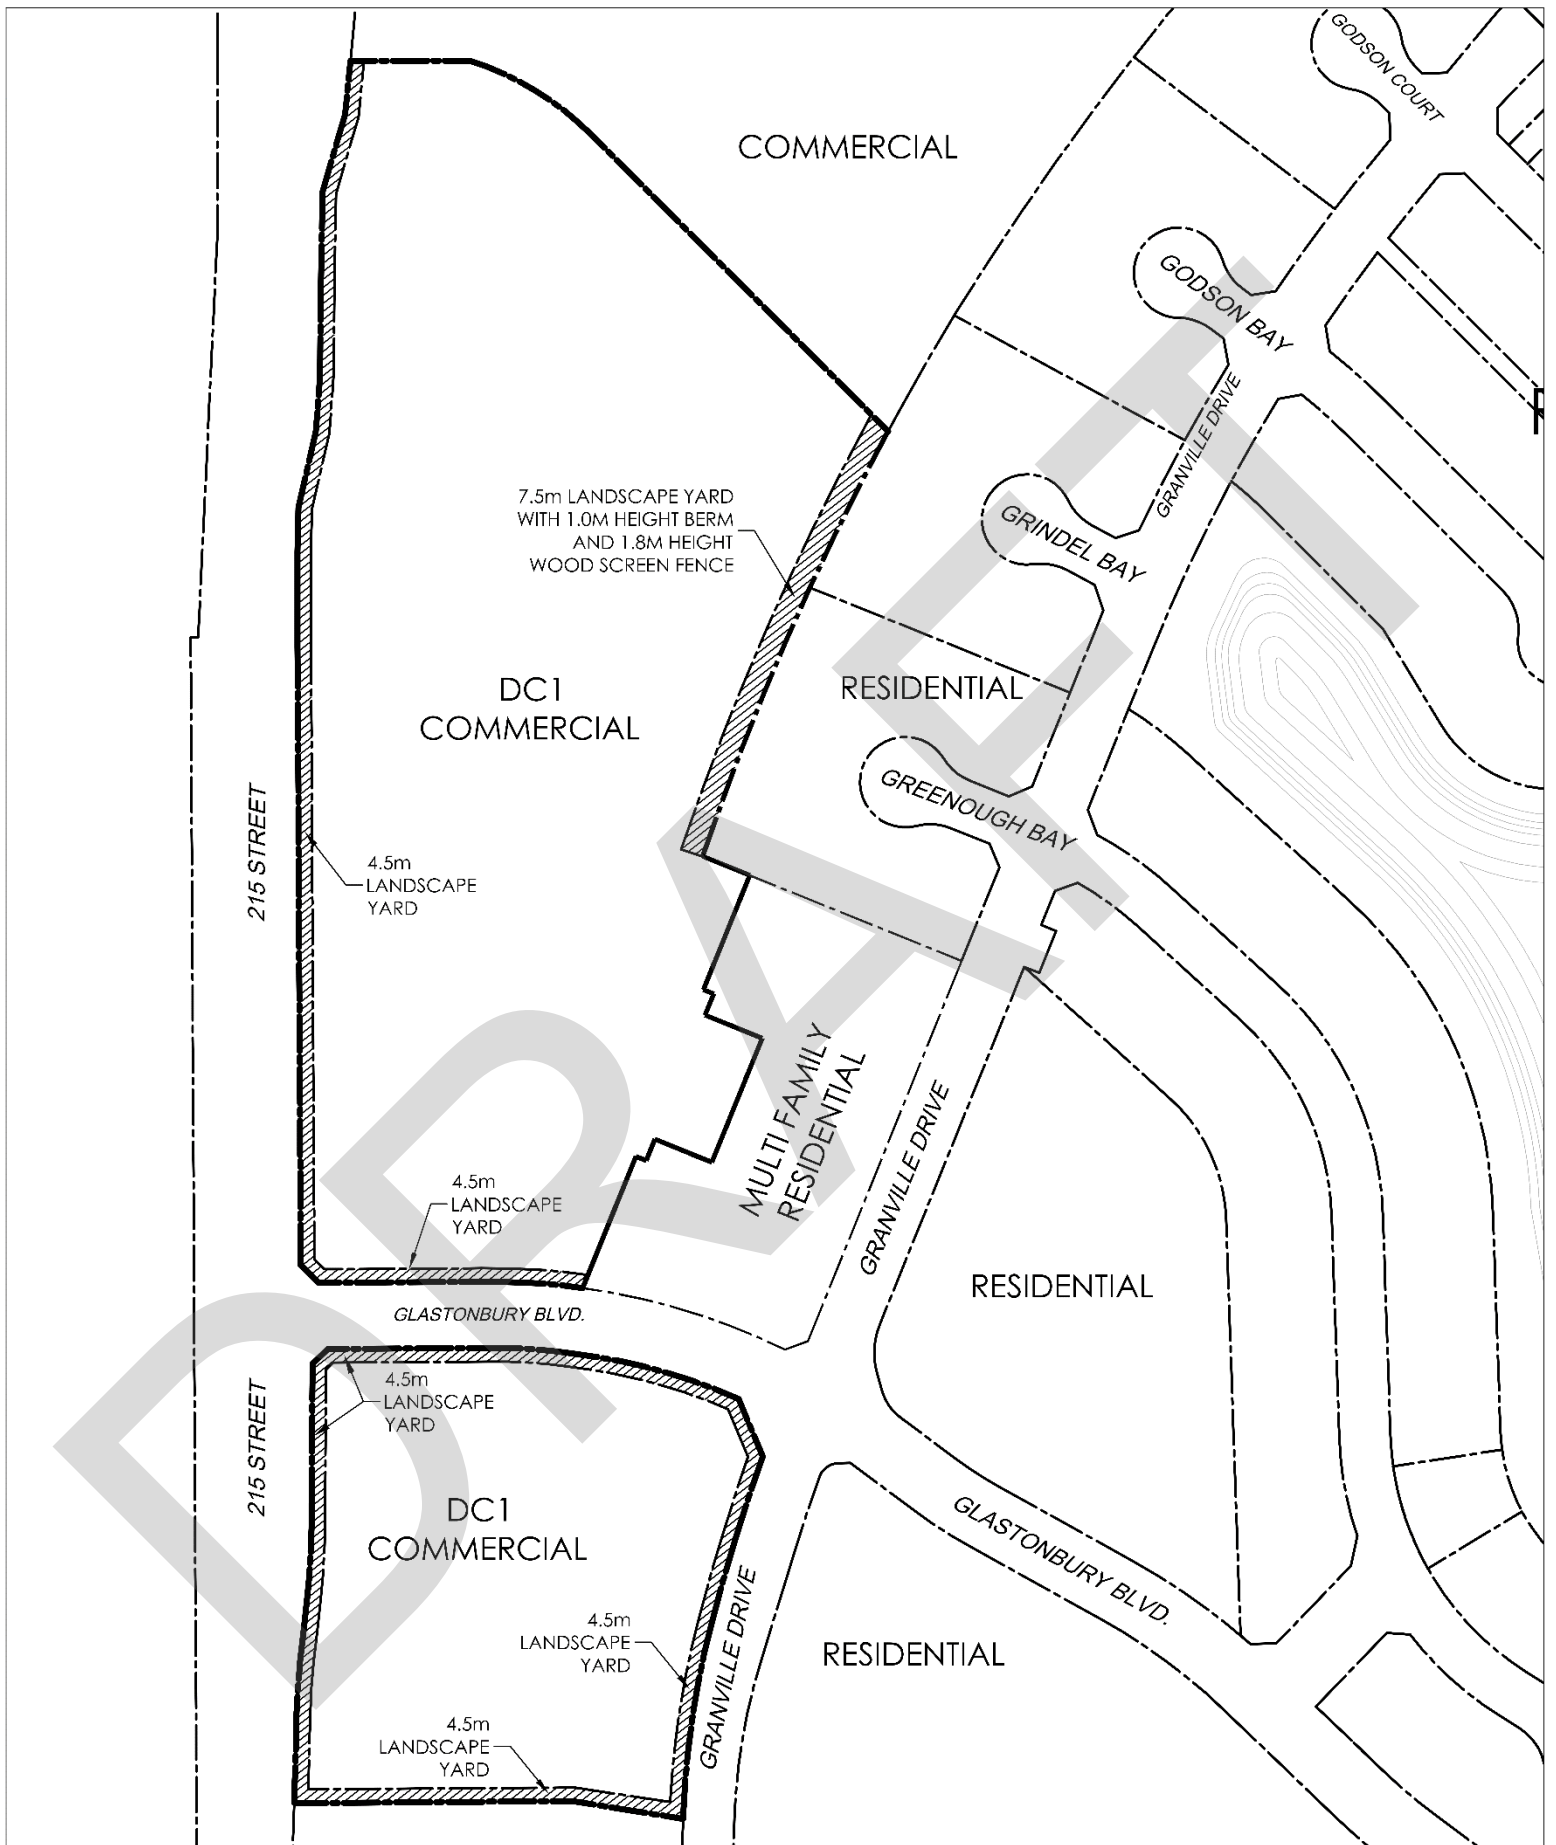 GODSON COURT
COMMERCIAL
GODSON BAY
GRANVILLE DRIVE
7.5m LANDSCAPE YARD
WITH 1.0M HEIGHT BERM
AND 1.8M HEIGHT
WOOD SCREEN FENCE
GRINDEL BAY
DC1
COMMERCIAL
RESIDENTIAL
GREENOUGH BAY
215 STREET
4.5m
LANDSCAPE
YARD
MULTI FAMILY
RESIDENTIAL
GRANVILLE DRIVE
4.5m
LANDSCAPE
YARD
RESIDENTIAL
GLASTONBURY BLVD.
215 STREET
4.5m
LANDSCAPE
YARD
DC1
COMMERCIAL
GLASTONBURY BLVD.
4.5m
LANDSCAPE
YARD
GRANVILLE DRIVE
RESIDENTIAL
4.5m
LANDSCAPE
YARD
DRAFT